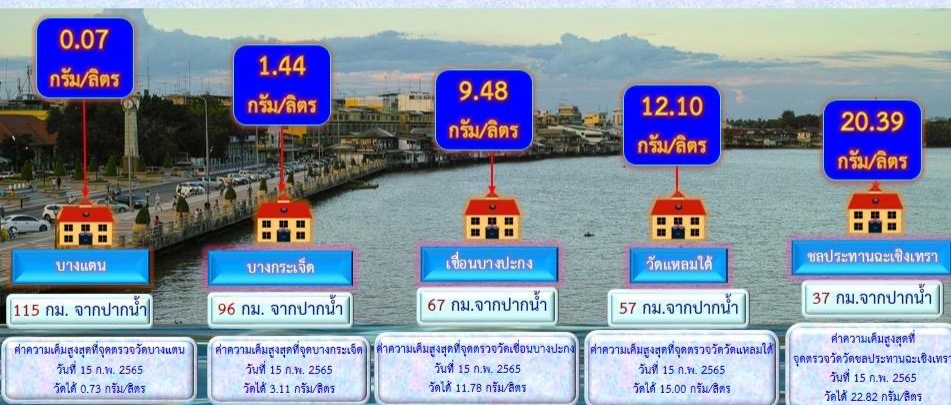 0.07
กรัม/ลิตร
1.44
กรัม/ลิตร
9.48
กรัม/ลิตร
12.10
กรัม/ลิตร
20.39
กรัม/ลิตร
บางแตน
บางกระเจ็ด
เขื่อนบางปะกง
วัดแหลมใต้
ชลประทานฉะเชิงเทรา
115 กม. จากปากน้ำ
96 กม. จากปากน้ำ
67 กม.จากปากน้ำ
57 กม.จากปากน้ำ
37 กม.จากปากน้ำ
ค่าความเค็มสูงสุดที่จุดตรวจวัดบางแตน
วันที่ 15 ก.พ. 2565
วัดได้ 0.73 กรัม/ลิตร
ค่าความเค็มสูงสุดที่จุดบางกระเจ็ด
วันที่ 15 ก.พ. 2565
วัดได้ 3.11 กรัม/ลิตร
ค่าความเค็มสูงสุดที่จุดตรวจวัดเขื่อนบางปะกง
วันที่ 15 ก.พ. 2565
วัดได้ 11.78 กรัม/ลิตร
ค่าความเค็มสูงสุดที่จุดตรวจวัดวัดแหลมใต้
วันที่ 15 ก.พ. 2565
วัดได้ 15.00 กรัม/ลิตร
ค่าความเค็มสูงสุดที่
จุดตรวจวัดวัดชลประทานฉะเชิงเทรา
วันที่ 15 ก.พ. 2565
วัดได้ 22.82 กรัม/ลิตร